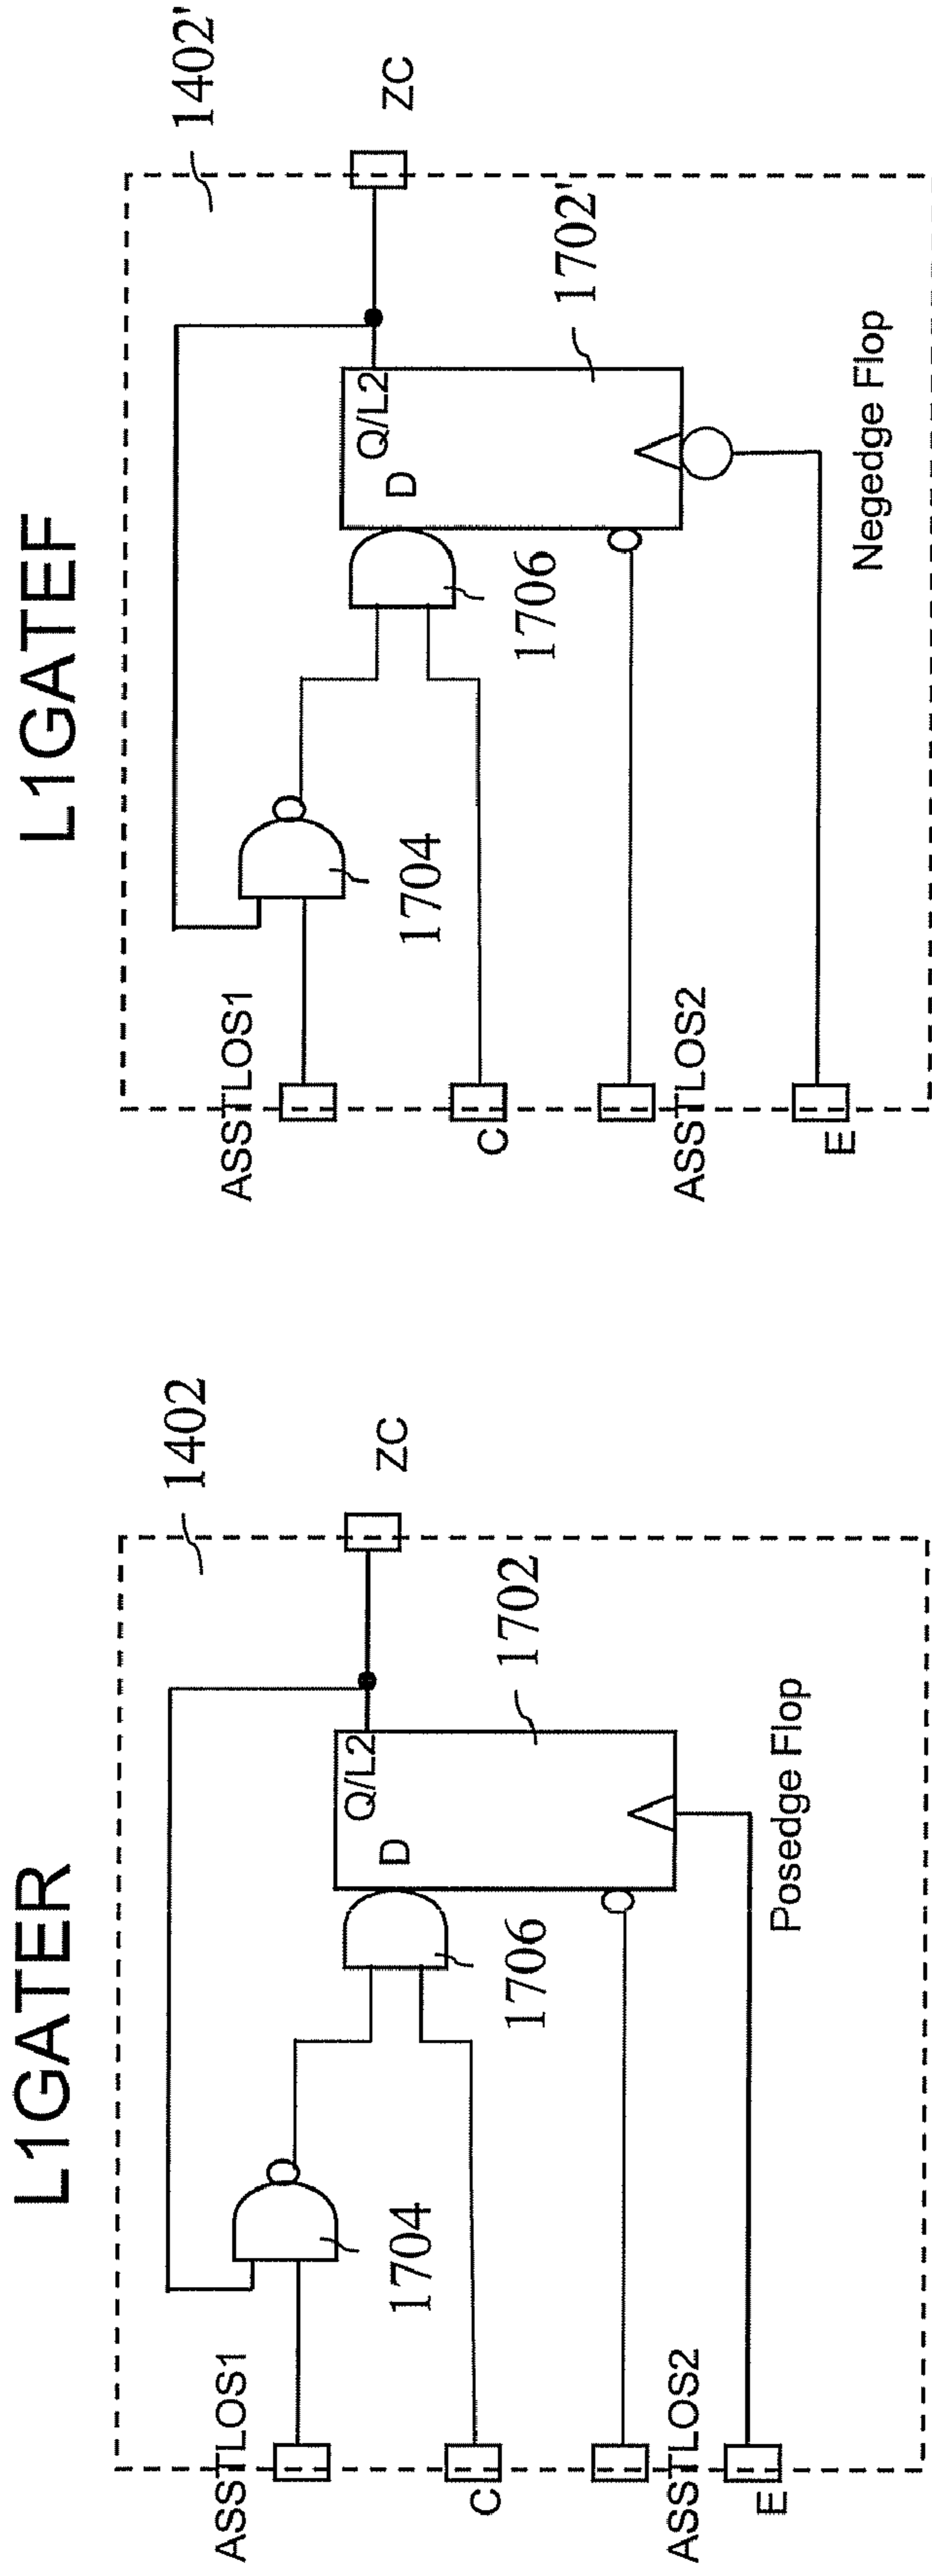 L1GATER
1402
ASSTLOS1
1704
C
1706
D
Q/L2
ZC
1702
ASSTLOS2
E
Posedge Flop
L1GATEF
1402'
ASSTLOS1
1704
C
1706
D
Q/L2
ZC
1702'
ASSTLOS2
E
Negedge Flop